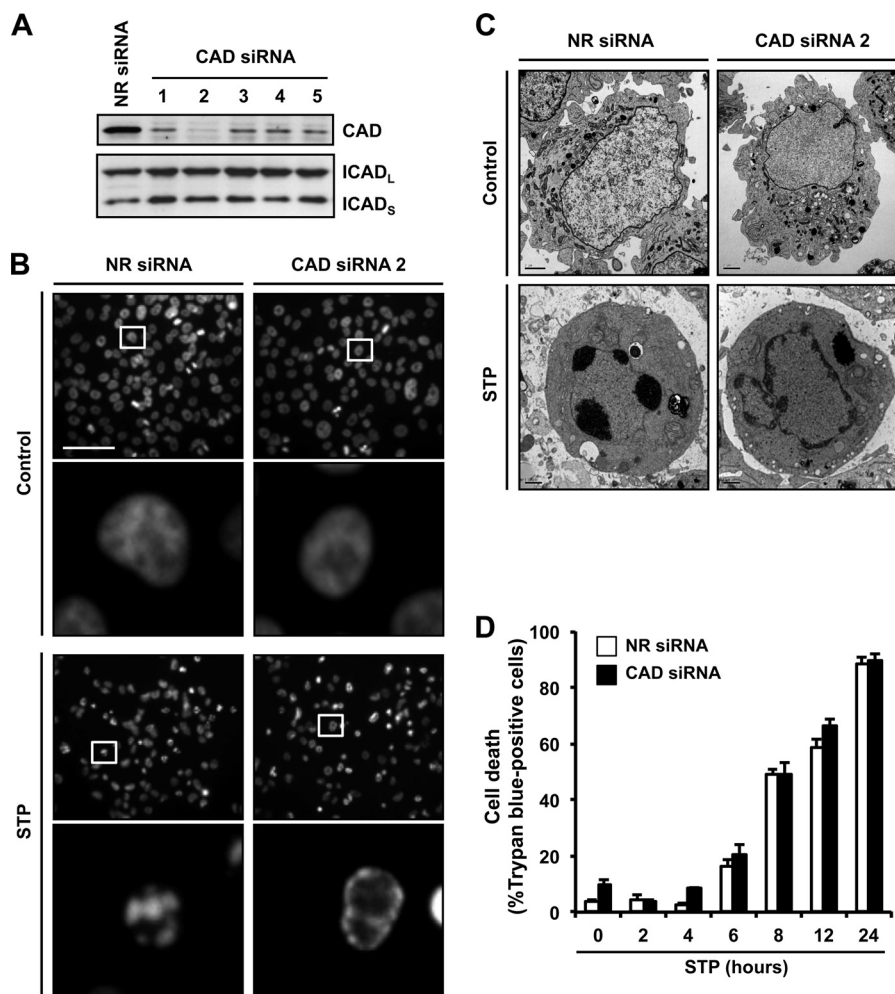 A
NR siRNA
CAD siRNA
1 2 3 4 5
CAD
ICAD_L
ICAD_S
B
NR siRNA CAD siRNA 2
Control
STP
C
NR siRNA CAD siRNA 2
Control
STP
D
Cell death
(%Trypan blue-positive cells)
100
80
60
40
20
0
NR siRNA
CAD siRNA
0 2 4 6 8 12 24
STP (hours)